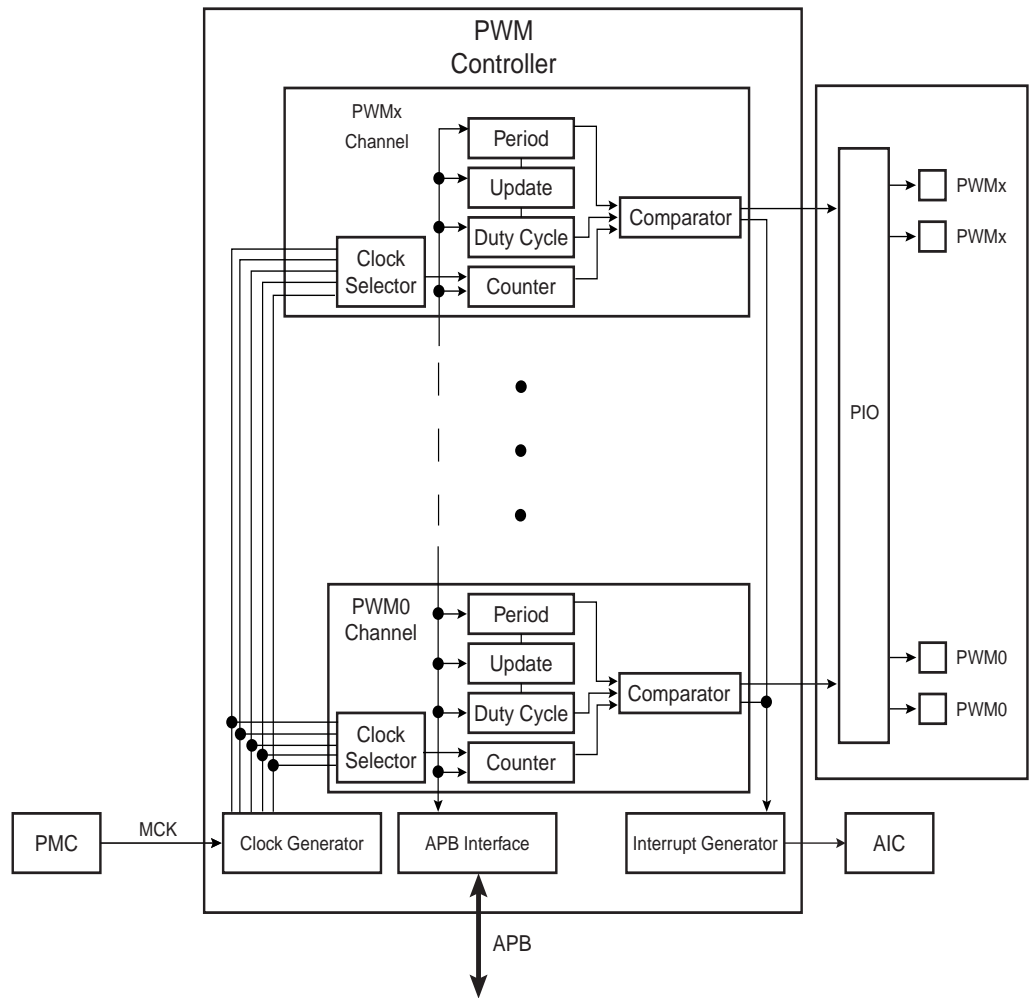 PWM
Controller
PWMx
Channel
Period
Update
Duty Cycle
Counter
Clock
Selector
Comparator
PWMx
PWMx
PIO
PWM0
Channel
Period
Update
Duty Cycle
Counter
Clock
Selector
Comparator
PWM0
PWM0
PMC
MCK
Clock Generator
APB Interface
Interrupt Generator
AIC
APB